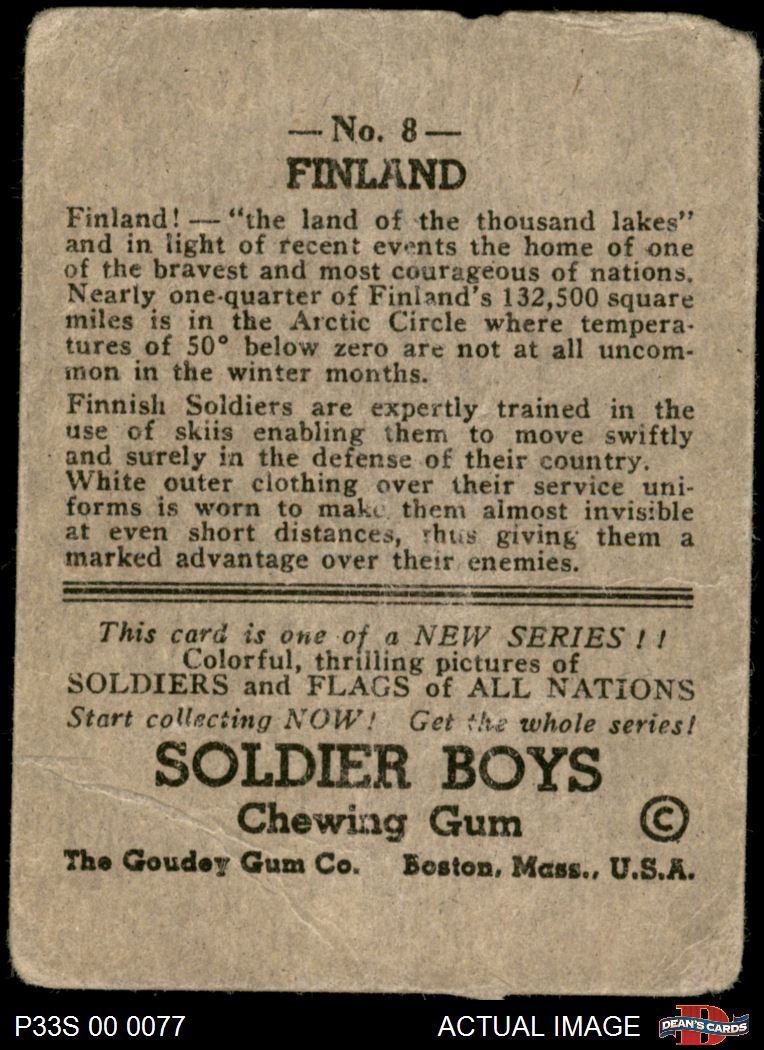 — No. 8 —
FINLAND
Finland! — "the land of the thousand lakes"
and in light of recent events the home of one
of the bravest and most courageous of nations.
Nearly one-quarter of Finland's 132,500 square
miles is in the Arctic Circle where tempera-
tures of 50° below zero are not at all uncom-
mon in the winter months.
Finnish Soldiers are expertly trained in the
use of skiis enabling them to move swiftly
and surely in the defense of their country.
White outer clothing over their service uni-
forms is worn to make them almost invisible
at even short distances, thus giving them a
marked advantage over their enemies.
This card is one of a NEW SERIES ! !
Colorful, thrilling pictures of
SOLDIERS and FLAGS of ALL NATIONS
Start collecting NOW! Get the whole series!
SOLDIER BOYS
Chewing Gum ©
The Goudey Gum Co. Boston, Mass., U.S.A.
P33S 00 0077 ACTUAL IMAGE D DEAN'S CARDS